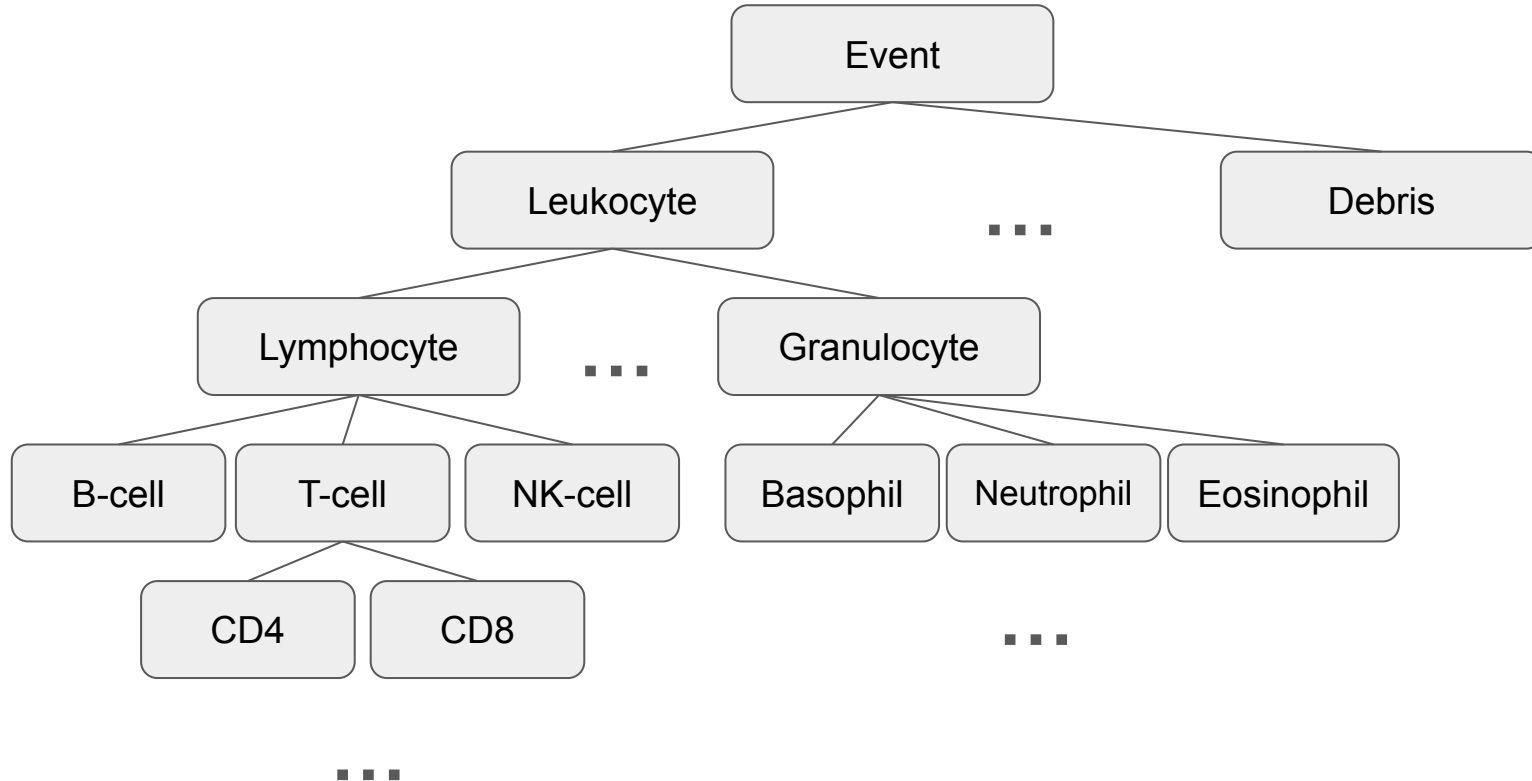 Event
Leukocyte
...
Debris
Lymphocyte
...
Granulocyte
B-cell
T-cell
NK-cell
Basophil
Neutrophil
Eosinophil
CD4
CD8
...
...